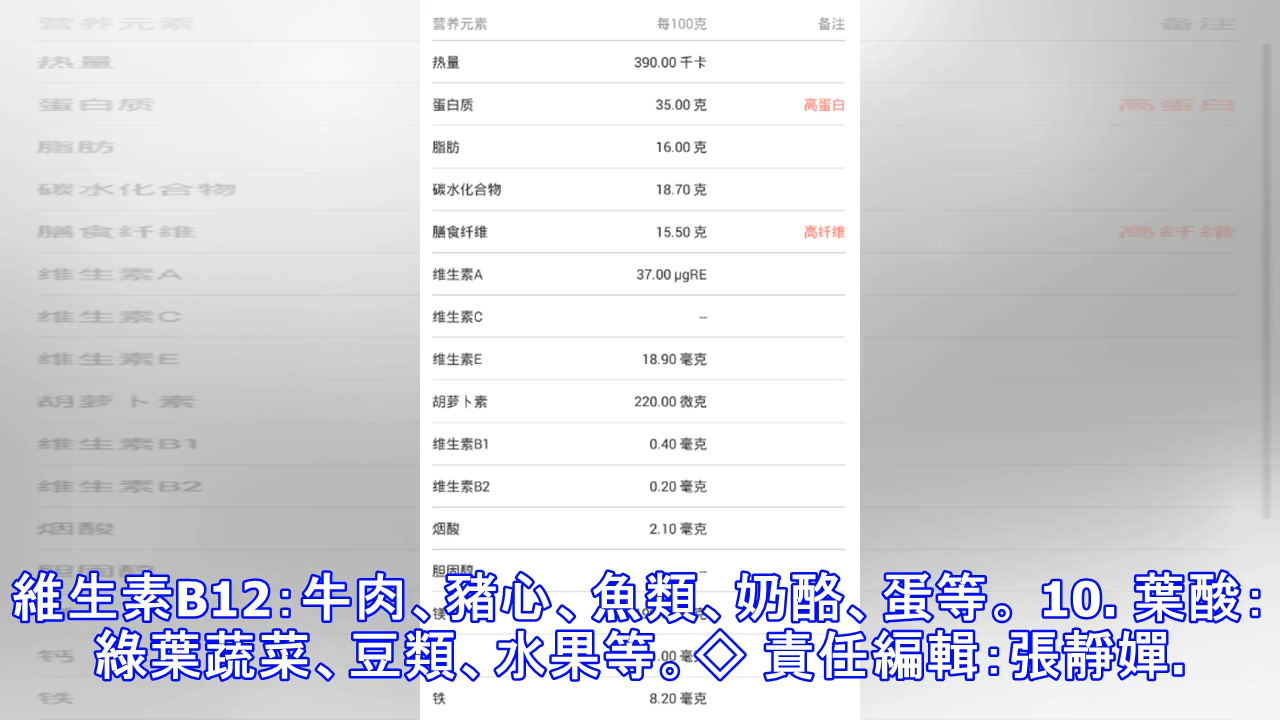 营养元素 每100克 备注
热量 390.00 千卡
蛋白质 35.00 克 高蛋白
脂肪 16.00 克
碳水化合物 18.70 克
膳食纤维 15.50 克 高纤维
维生素A 37.00 µgRE
维生素C --
维生素E 18.90 毫克
胡萝卜素 220.00 微克
维生素B1 0.40 毫克
维生素B2 0.20 毫克
烟酸 2.10 毫克
胆固醇 --
維生素B12：牛肉、豬心、魚類、奶酪、蛋等。 10. 葉酸：
綠葉蔬菜、豆類、水果等。◇ 責任編輯：張靜嬋.
铁 8.20 毫克